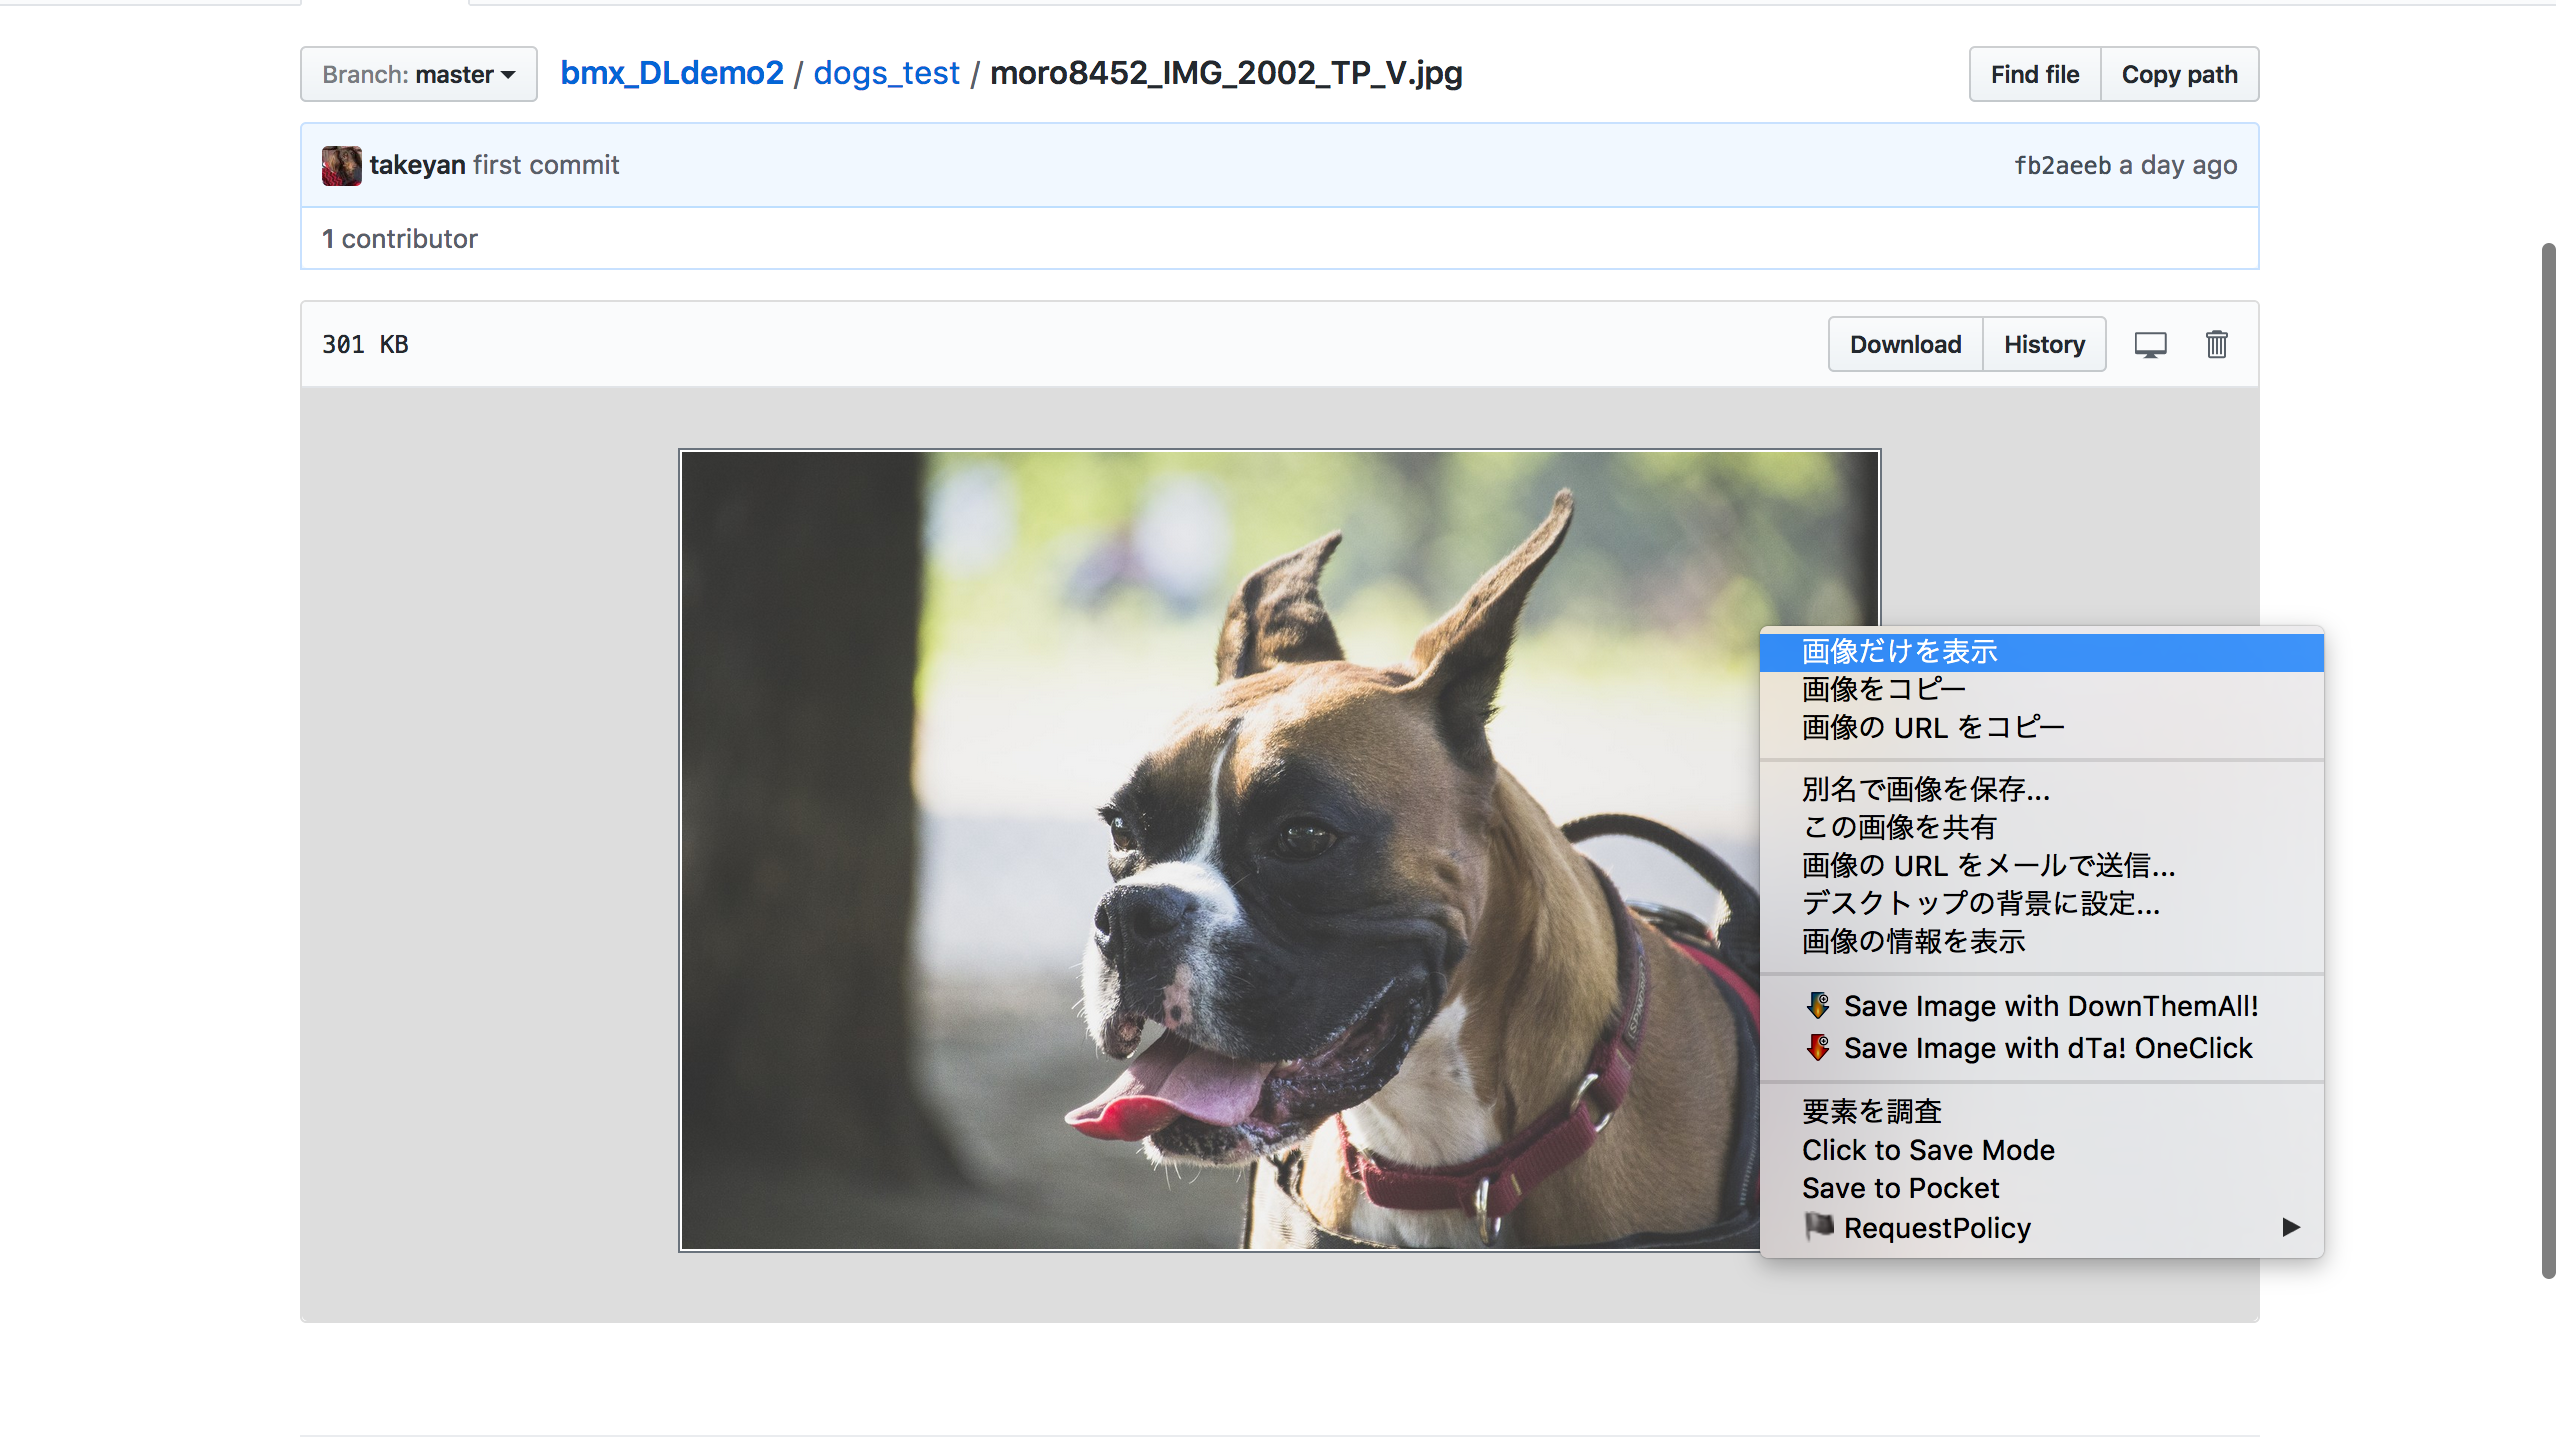 Branch: master bmx_DLdemo2 / dogs_test / moro8452_IMG_2002_TP_V.jpg Find file Copy path
takeyan first commit fb2aeeb a day ago
1 contributor
301 KB Download History
画像だけを表示
画像をコピー
画像の URL をコピー
別名で画像を保存...
この画像を共有
画像の URL をメールで送信...
デスクトップの背景に設定...
画像の情報を表示
Save Image with DownThemAll!
Save Image with dTa! OneClick
要素を調査
Click to Save Mode
Save to Pocket
RequestPolicy